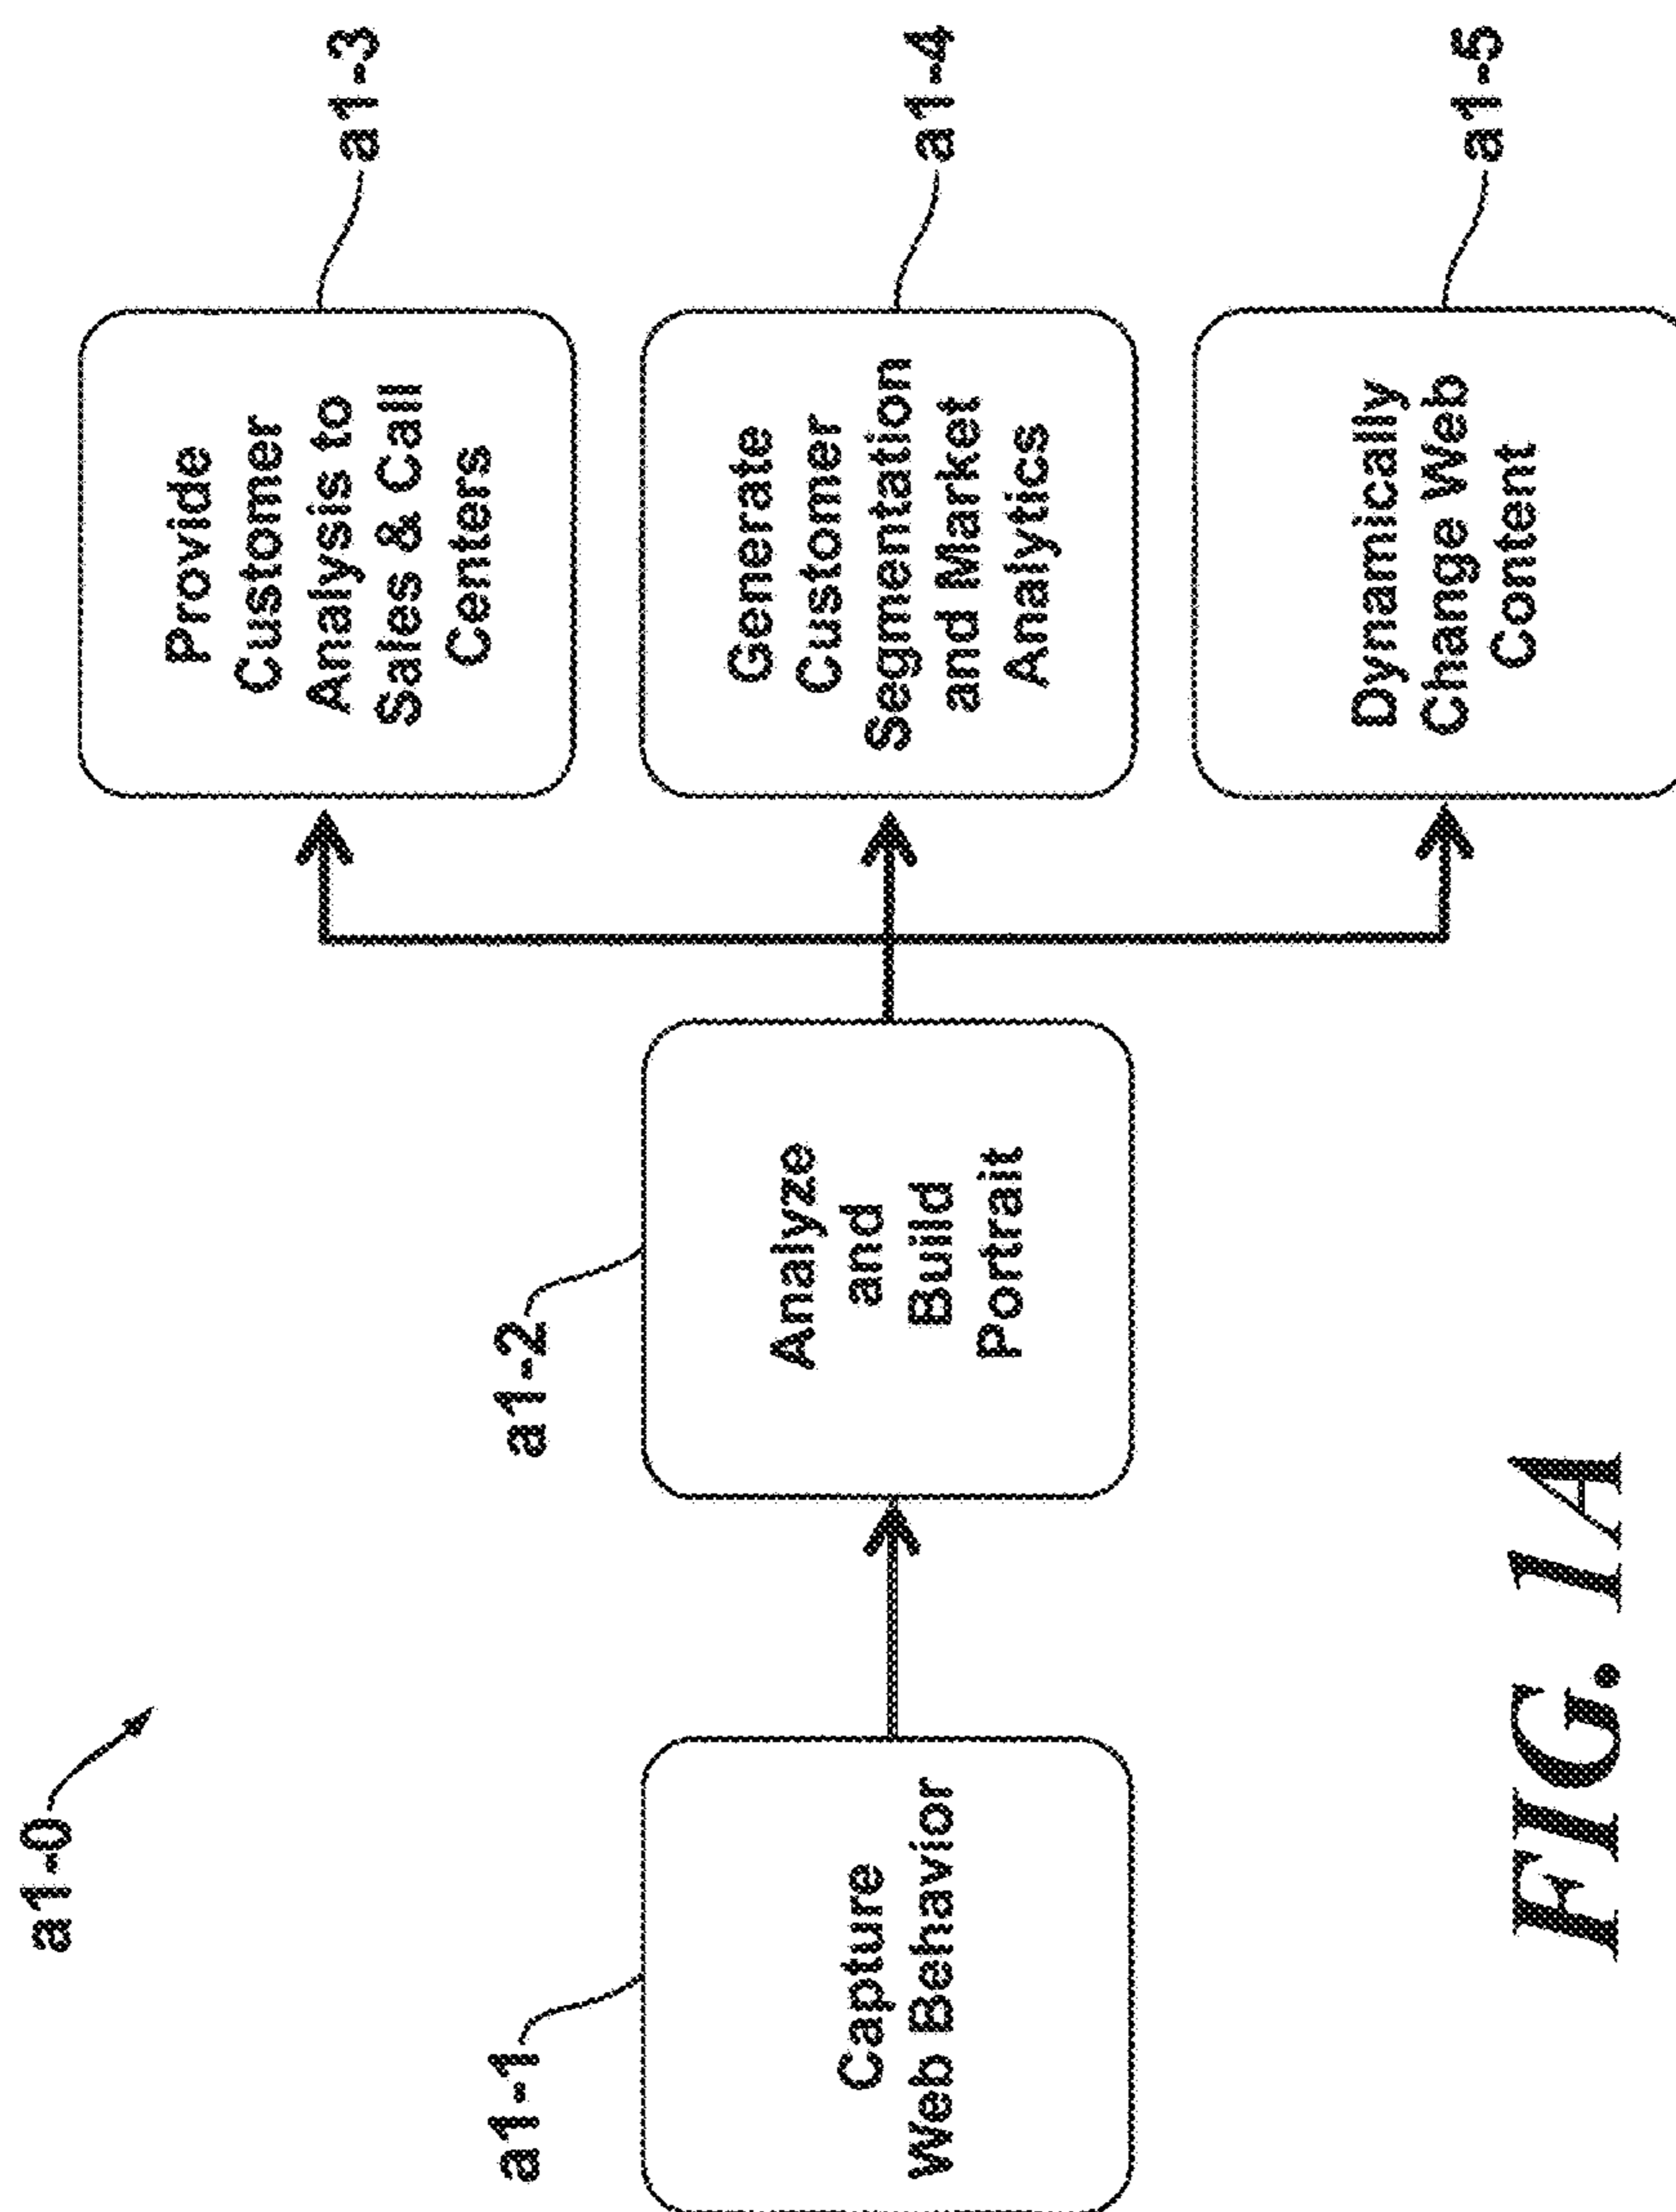 a1-0
a1-1
Capture
Web Behavior
a1-2
Analyze
and
Build
Portrait
a1-3
Provide
Customer
Analysis to
Sales & Call
Centers
a1-4
Generate
Customer
Segmentation
and Market
Analytics
a1-5
Dynamically
Change Web
Content
FIG. 1A